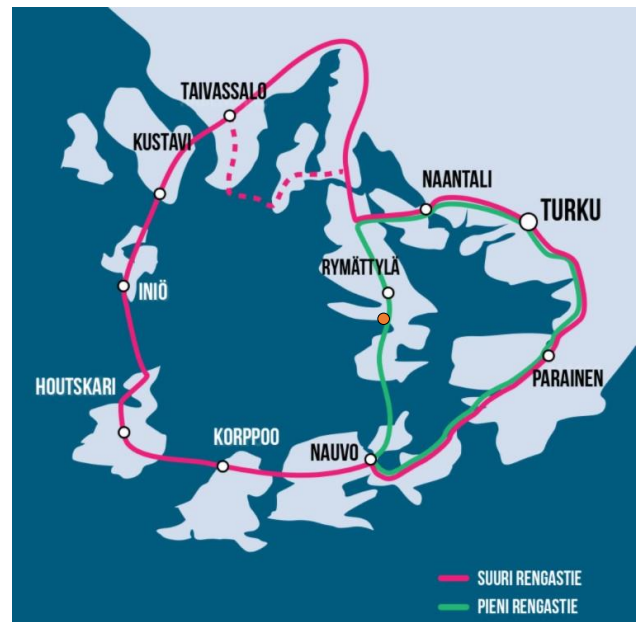 TAIVASSALO
KUSTAVI
NAANTALI
TURKU
RYMÄTTYLÄ
INIÖ
PARAINEN
HOUTSKARI
KORPPOO
NAUVO
SUURI RENGASTIE
PIENI RENGASTIE